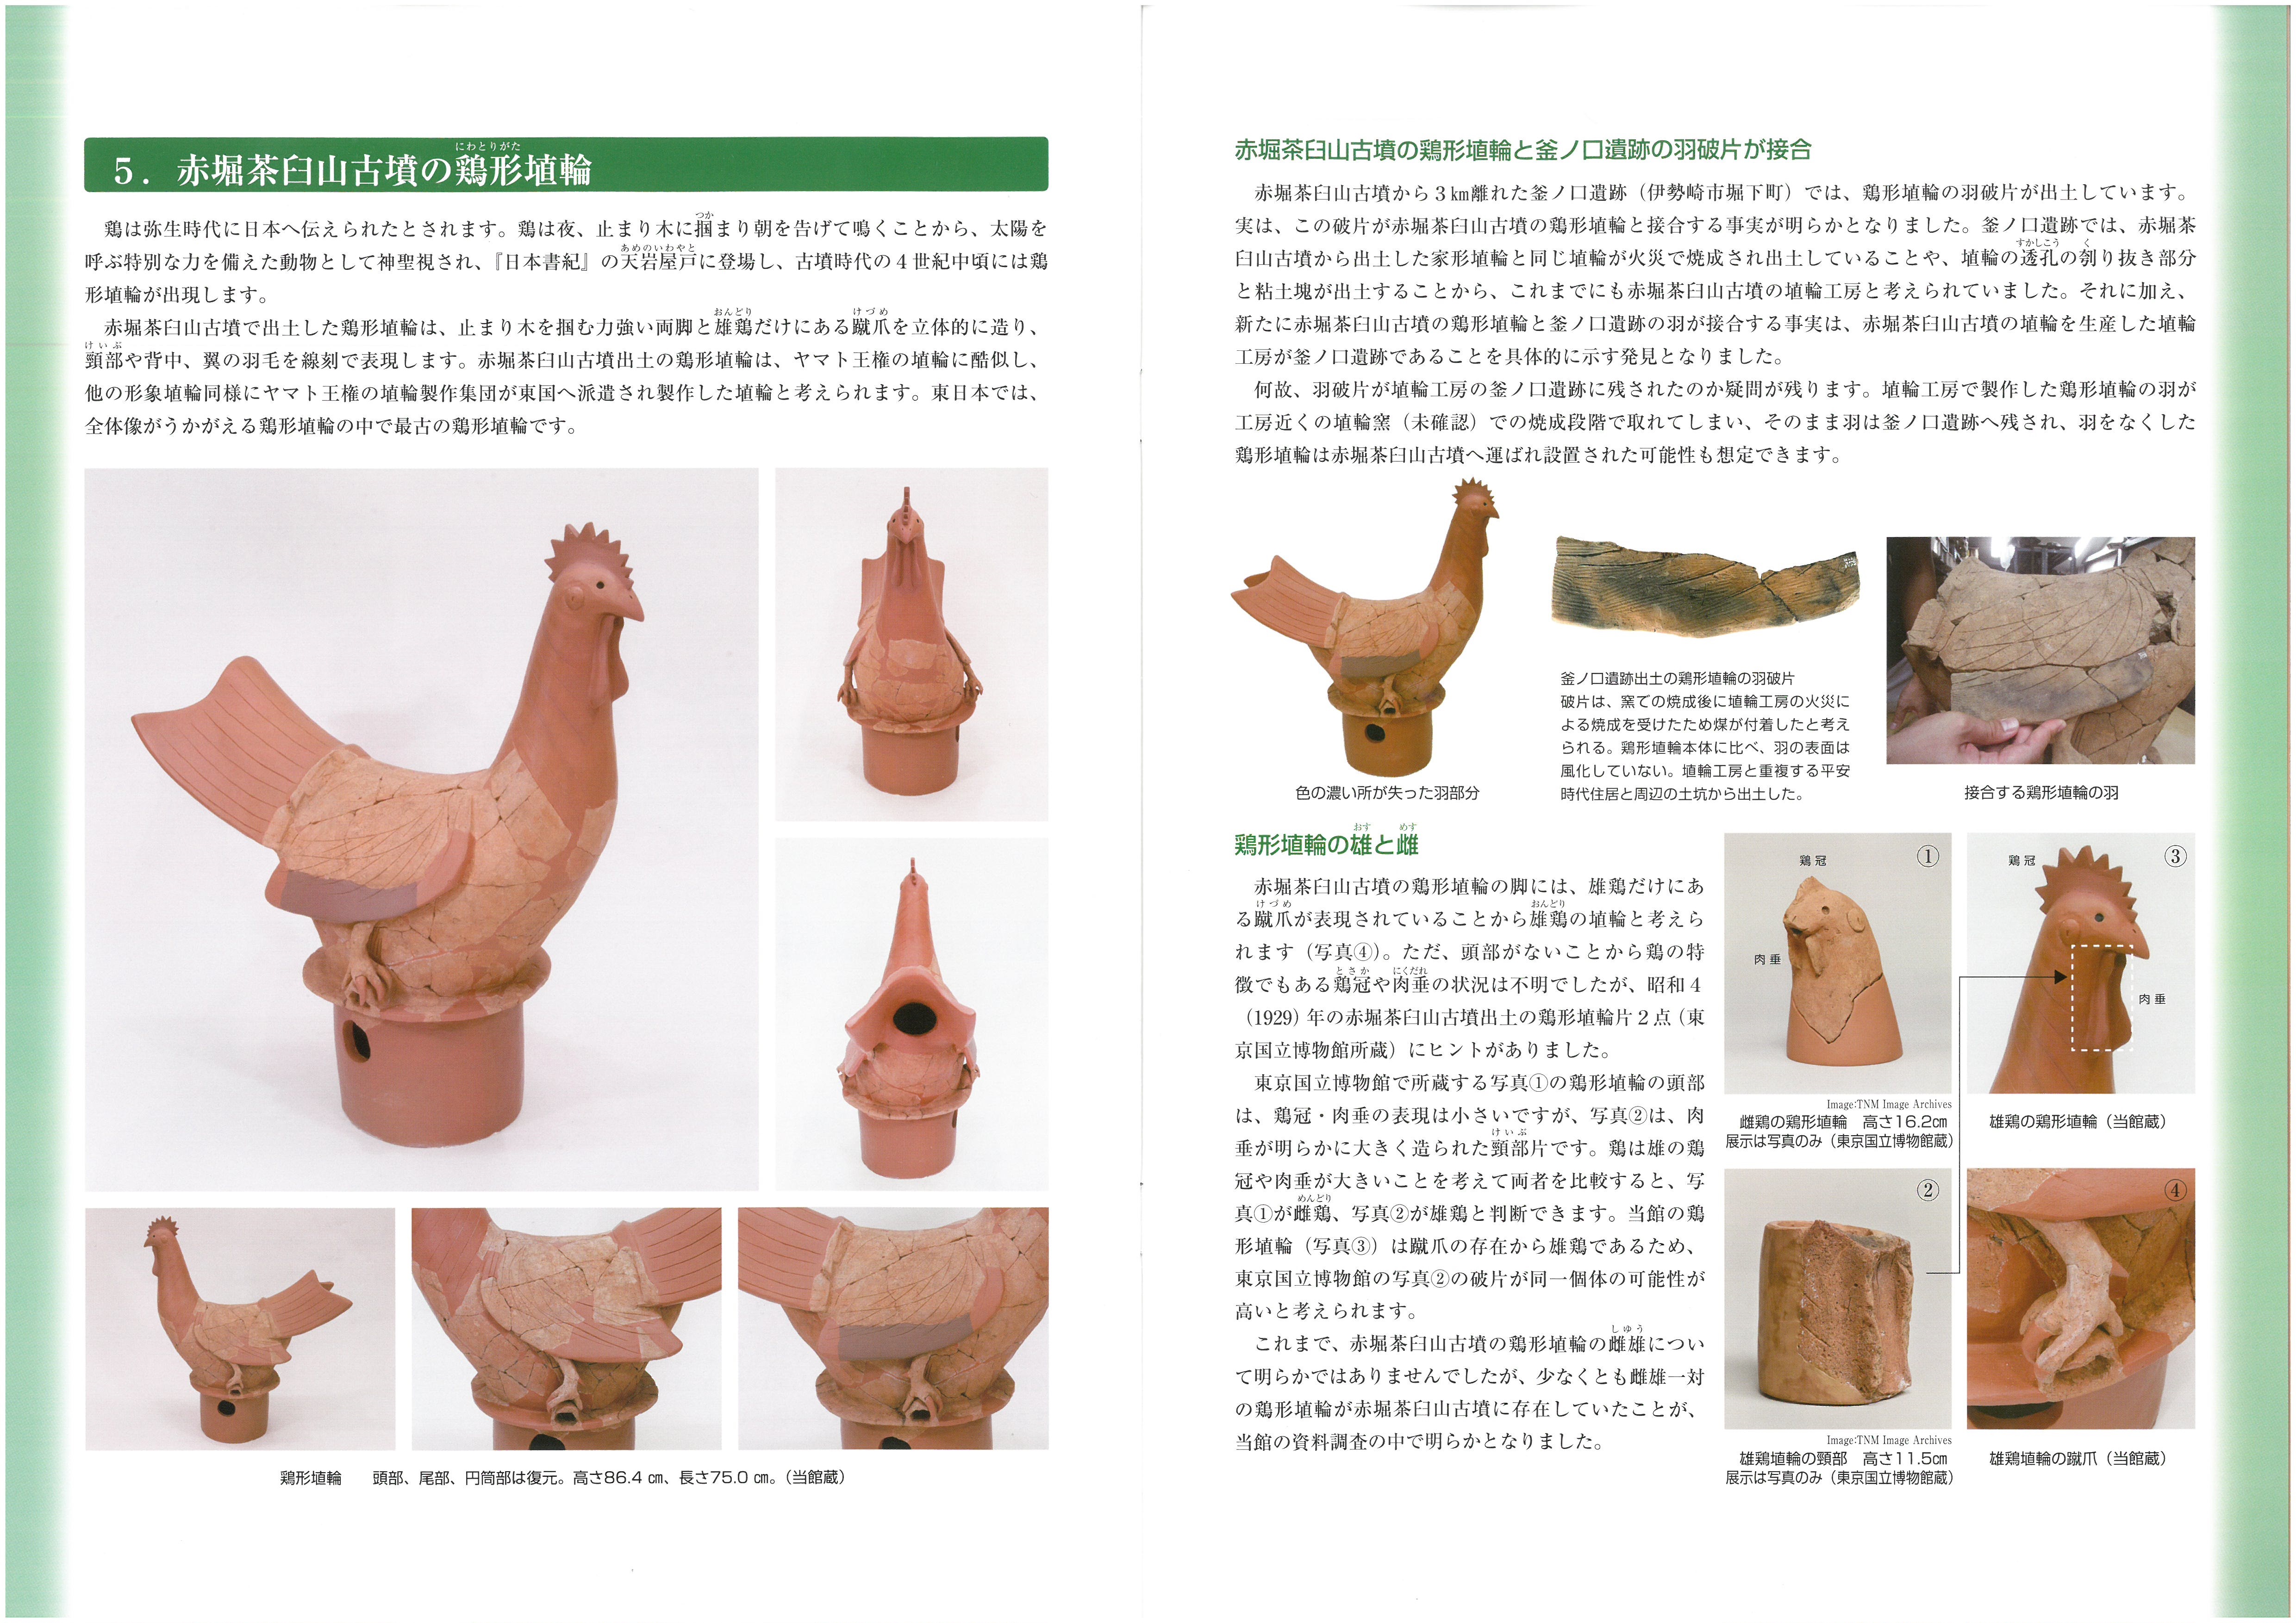 5．赤堀茶臼山古墳の鶏形埴輪
にわとりがた
鶏は弥生時代に日本へ伝えられたとされます。鶏は夜、止まり木に掴まり朝を告げて鳴くことから、太陽を
つか
呼ぶ特別な力を備えた動物として神聖視され、『日本書紀』の天岩屋戸に登場し、古墳時代の４世紀中頃には鶏
あめのいわやと
形埴輪が出現します。
赤堀茶臼山古墳で出土した鶏形埴輪は、止まり木を掴む力強い両脚と雄鶏だけにある蹴爪を立体的に造り、
おんどり
けづめ
頸部や背中、翼の羽毛を線刻で表現します。赤堀茶臼山古墳出土の鶏形埴輪は、ヤマト王権の埴輪に酷似し、
けいぶ
他の形象埴輪同様にヤマト王権の埴輪製作集団が東国へ派遣され製作した埴輪と考えられます。東日本では、
全体像がうかがえる鶏形埴輪の中で最古の鶏形埴輪です。
鶏形埴輪　頭部、尾部、円筒部は復元。高さ86.4 ㎝、長さ75.0 ㎝。（当館蔵）
赤堀茶臼山古墳の鶏形埴輪と釜ノ口遺跡の羽破片が接合
赤堀茶臼山古墳から３㎞離れた釜ノ口遺跡（伊勢崎市堀下町）では、鶏形埴輪の羽破片が出土しています。
実は、この破片が赤堀茶臼山古墳の鶏形埴輪と接合する事実が明らかとなりました。釜ノ口遺跡では、赤堀茶
臼山古墳から出土した家形埴輪と同じ埴輪が火災で焼成され出土していることや、埴輪の透孔の刳り抜き部分
すかしこう
く
と粘土塊が出土することから、これまでにも赤堀茶臼山古墳の埴輪工房と考えられていました。それに加え、
新たに赤堀茶臼山古墳の鶏形埴輪と釜ノ口遺跡の羽が接合する事実は、赤堀茶臼山古墳の埴輪を生産した埴輪
工房が釜ノ口遺跡であることを具体的に示す発見となりました。
何故、羽破片が埴輪工房の釜ノ口遺跡に残されたのか疑問が残ります。埴輪工房で製作した鶏形埴輪の羽が
工房近くの埴輪窯（未確認）での焼成段階で取れてしまい、そのまま羽は釜ノ口遺跡へ残され、羽をなくした
鶏形埴輪は赤堀茶臼山古墳へ運ばれ設置された可能性も想定できます。
色の濃い所が失った羽部分
釜ノ口遺跡出土の鶏形埴輪の羽破片
破片は、窯での焼成後に埴輪工房の火災に
よる焼成を受けたため煤が付着したと考え
られる。鶏形埴輪本体に比べ、羽の表面は
風化していない。埴輪工房と重複する平安
時代住居と周辺の土坑から出土した。
接合する鶏形埴輪の羽
鶏形埴輪の雄と雌
おす
めす
赤堀茶臼山古墳の鶏形埴輪の脚には、雄鶏だけにあ
る蹴爪が表現されていることから雄鶏の埴輪と考えら
けづめ
おんどり
れます（写真④）。ただ、頭部がないことから鶏の特
徴でもある鶏冠や肉垂の状況は不明でしたが、昭和４
とさか
にくだれ
（1929）年の赤堀茶臼山古墳出土の鶏形埴輪片２点（東
京国立博物館所蔵）にヒントがありました。
東京国立博物館で所蔵する写真①の鶏形埴輪の頭部
は、鶏冠・肉垂の表現は小さいですが、写真②は、肉
垂が明らかに大きく造られた頸部片です。鶏は雄の鶏
けいぶ
冠や肉垂が大きいことを考えて両者を比較すると、写
真①が雌鶏、写真②が雄鶏と判断できます。当館の鶏
めんどり
形埴輪（写真③）は蹴爪の存在から雄鶏であるため、
東京国立博物館の写真②の破片が同一個体の可能性が
高いと考えられます。
これまで、赤堀茶臼山古墳の鶏形埴輪の雌雄につい
しゆう
て明らかではありませんでしたが、少なくとも雌雄一対
の鶏形埴輪が赤堀茶臼山古墳に存在していたことが、
当館の資料調査の中で明らかとなりました。
鶏冠
①
肉垂
Image:TNM Image Archives
雌鶏の鶏形埴輪　高さ16.2㎝
展示は写真のみ（東京国立博物館蔵）
鶏冠
③
肉垂
雄鶏の鶏形埴輪（当館蔵）
②
Image:TNM Image Archives
雄鶏埴輪の頸部　高さ11.5㎝
展示は写真のみ（東京国立博物館蔵）
④
雄鶏埴輪の蹴爪（当館蔵）